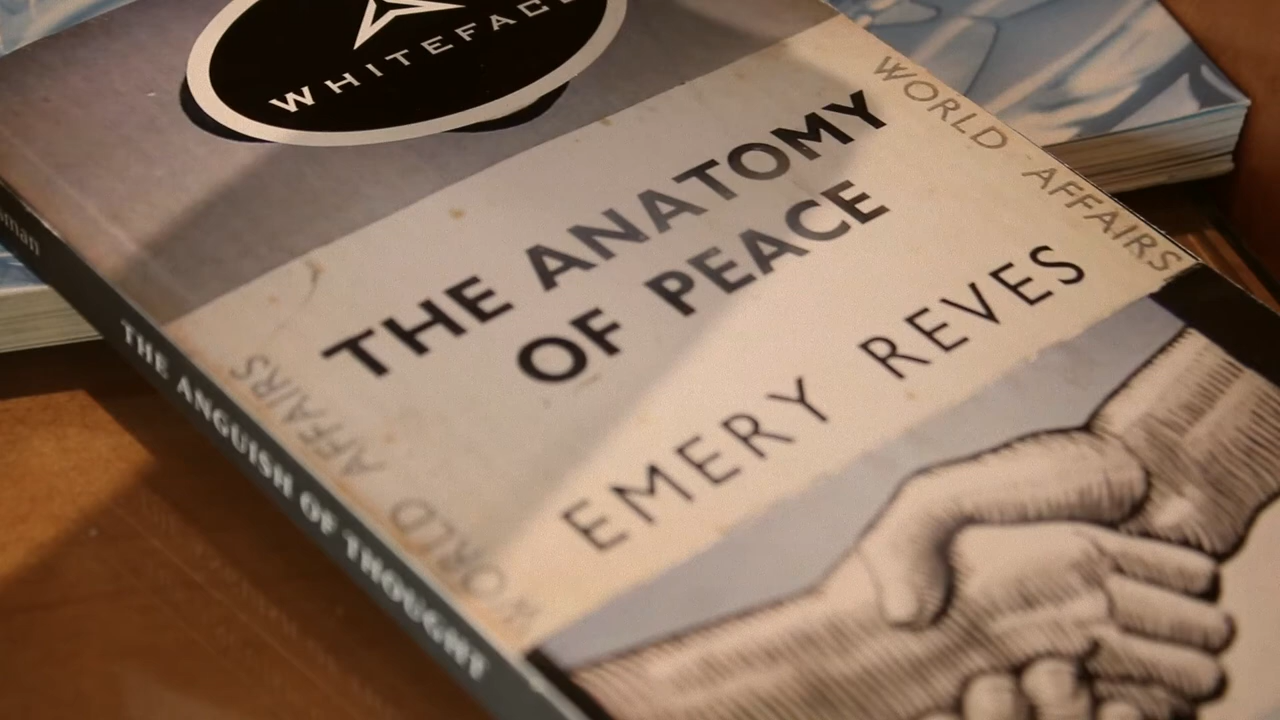 WHITEFACE
WORLD AFFAIRS
THE ANATOMY
OF PEACE
EMERY REVES
WORLD AFFAIRS
THE ANGUISH OF THOUGHT